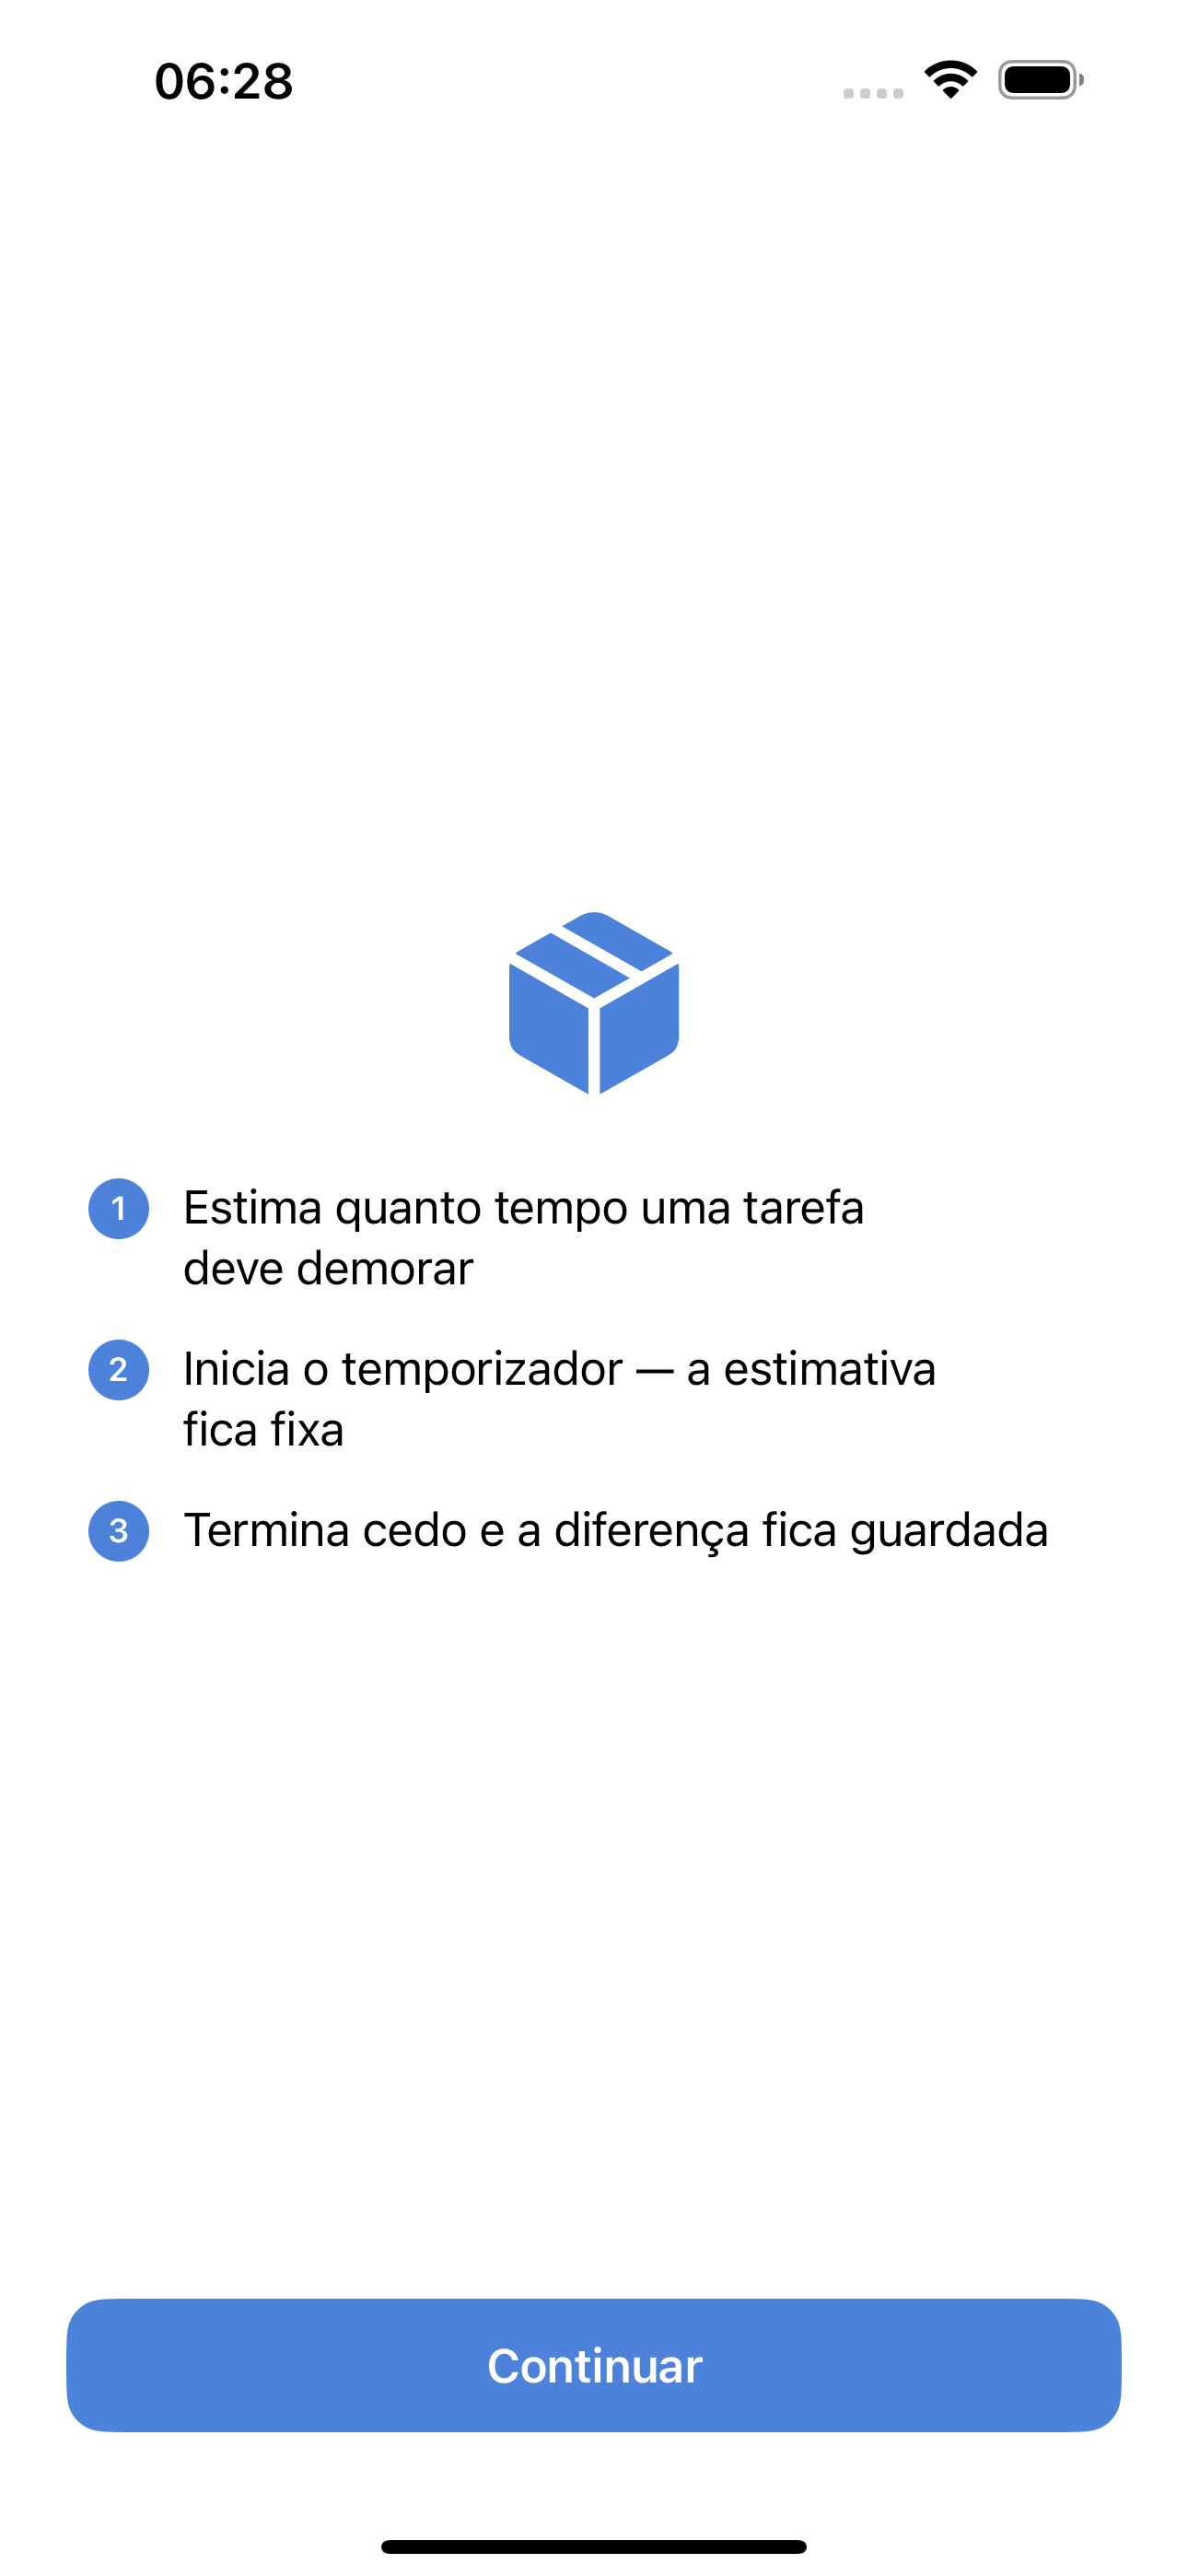 06:28
1 Estima quanto tempo uma tarefa
deve demorar
2 Inicia o temporizador — a estimativa
fica fixa
3 Termina cedo e a diferença fica guardada
Continuar